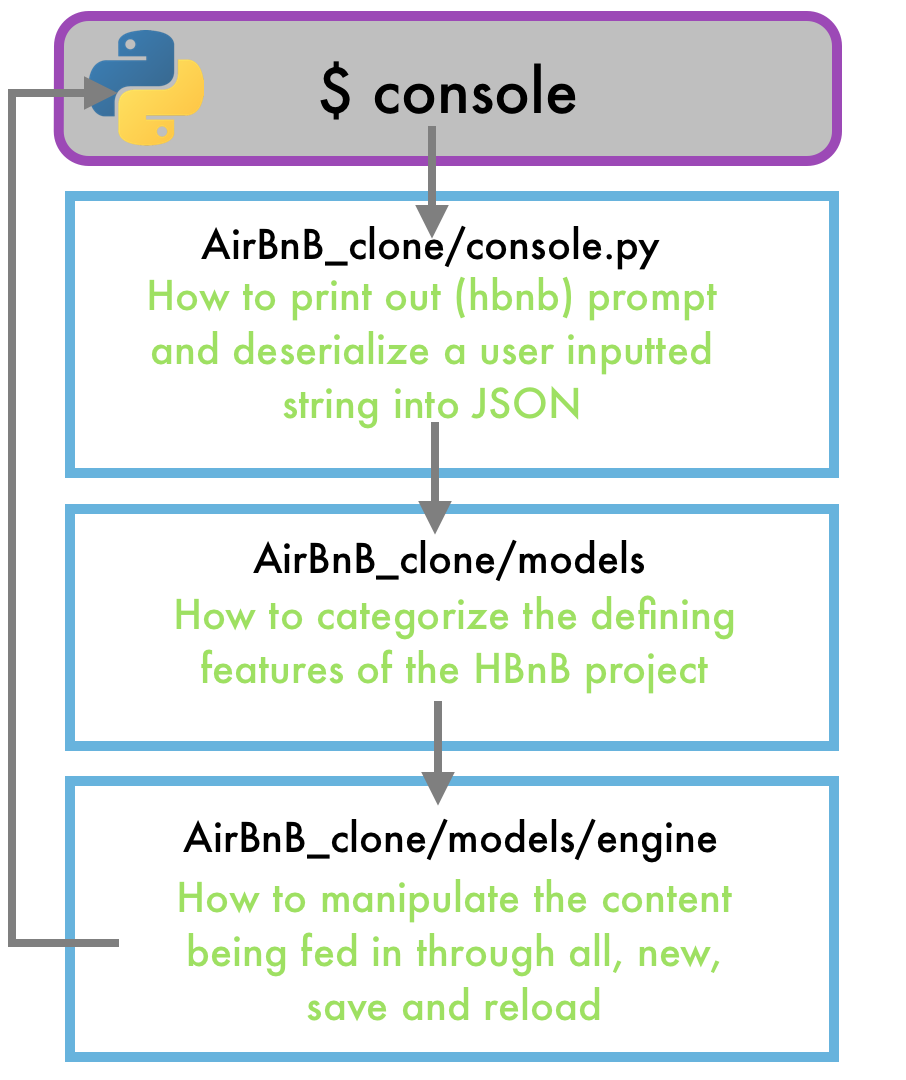 $ console
AirBnB_clone/console.py
How to print out (hbnb) prompt
and deserialize a user inputted
string into JSON
AirBnB_clone/models
How to categorize the defining
features of the HBnB project
AirBnB_clone/models/engine
How to manipulate the content
being fed in through all, new,
save and reload